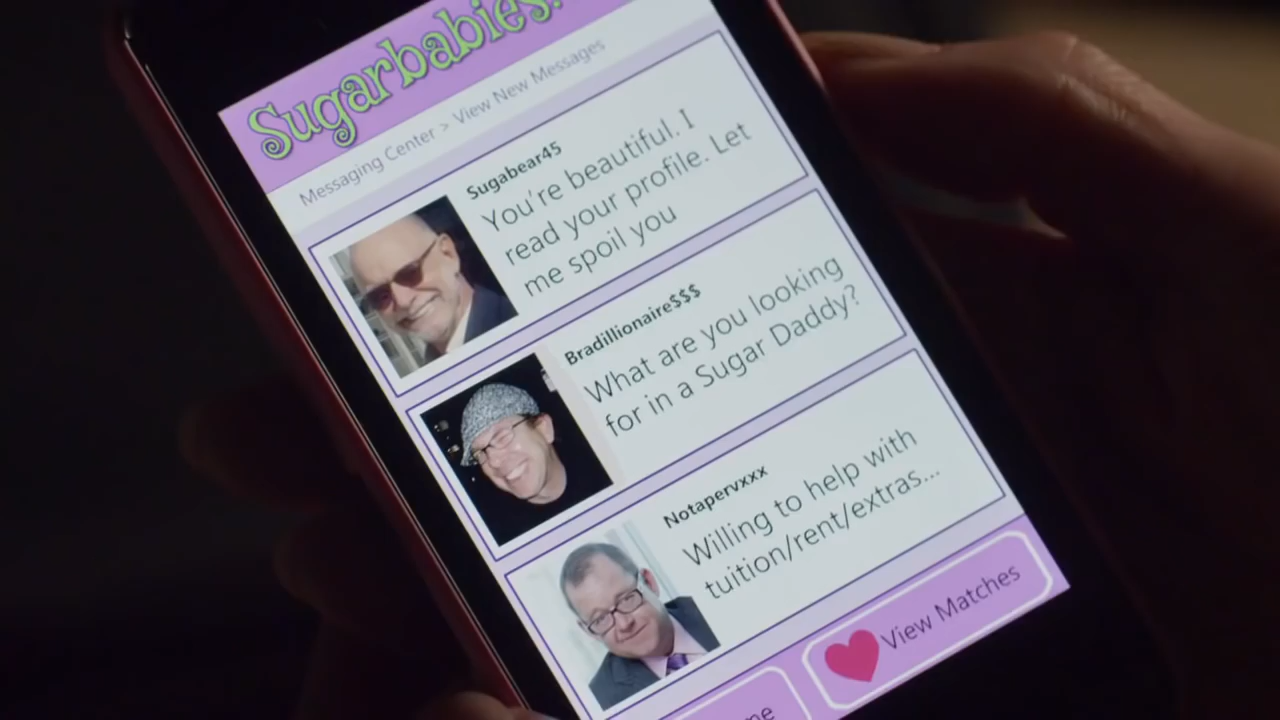 Sugarbabies.
Messaging Center > View New Messages
Sugabear45
You're beautiful. I
read your profile. Let
me spoil you
Bradillionaire$$$
What are you looking
for in a Sugar Daddy?
Notapervxxx
Willing to help with
tuition/rent/extras...
View Matches